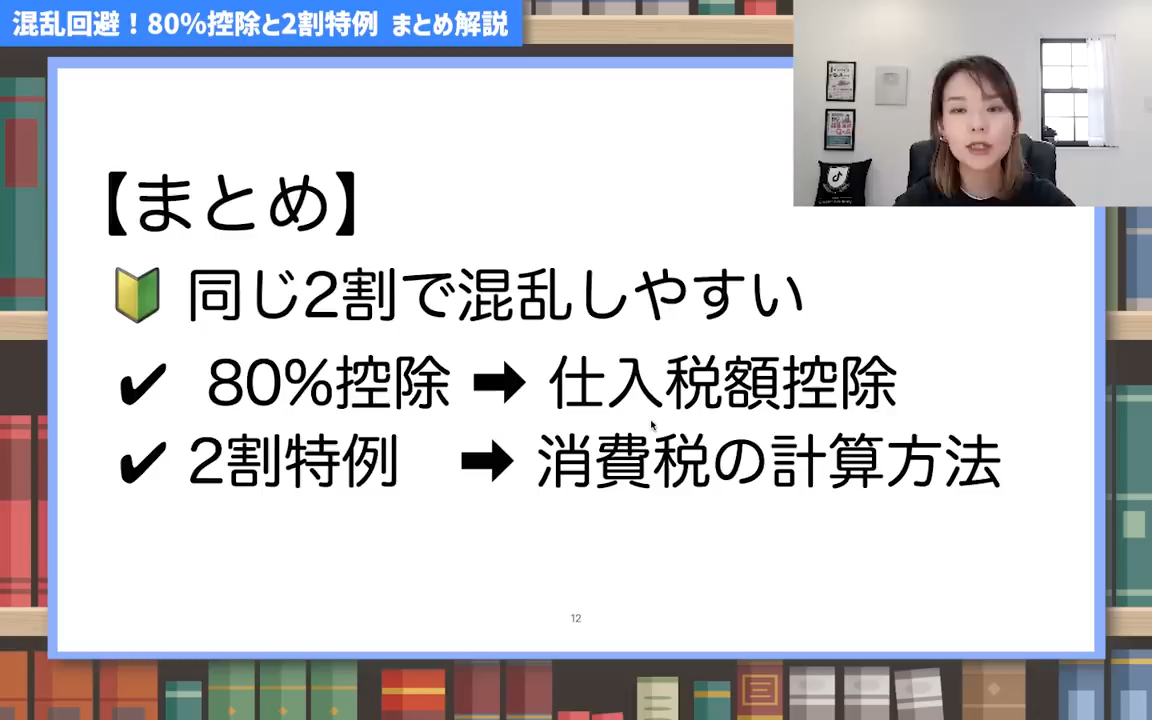 混乱回避！80%控除と2割特例 まとめ解説
【まとめ】
🔰 同じ2割で混乱しやすい
✔ 80%控除 ➡ 仕入税額控除
✔ 2割特例 ➡ 消費税の計算方法
12